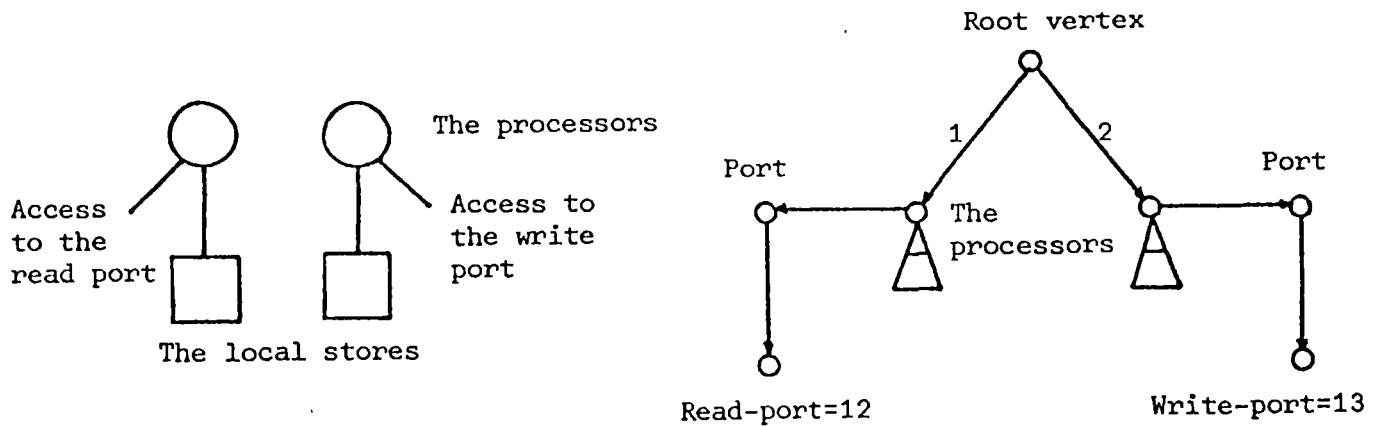 The processors
Access
to the
read port
Access to
the write
port
The local stores
Root vertex
1
2
Port
Port
The
processors
Read-port=12
Write-port=13